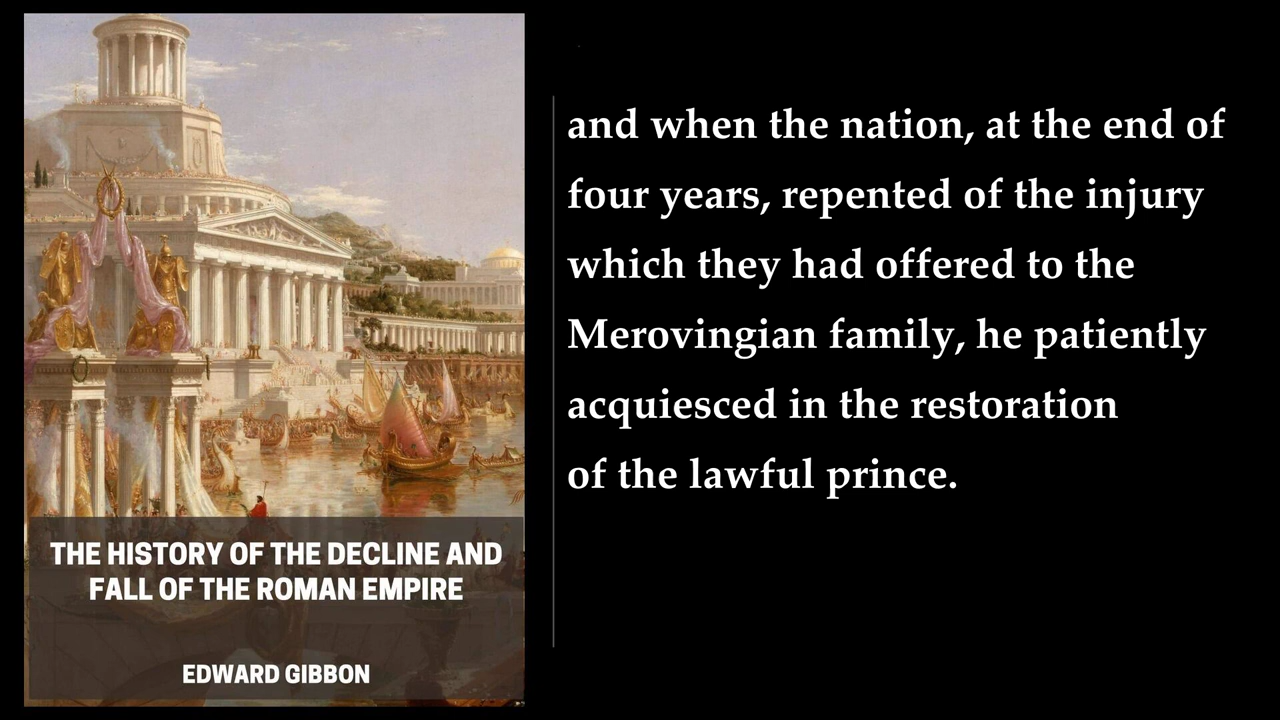 THE HISTORY OF THE DECLINE AND
FALL OF THE ROMAN EMPIRE
EDWARD GIBBON
and when the nation, at the end of
four years, repented of the injury
which they had offered to the
Merovingian family, he patiently
acquiesced in the restoration
of the lawful prince.